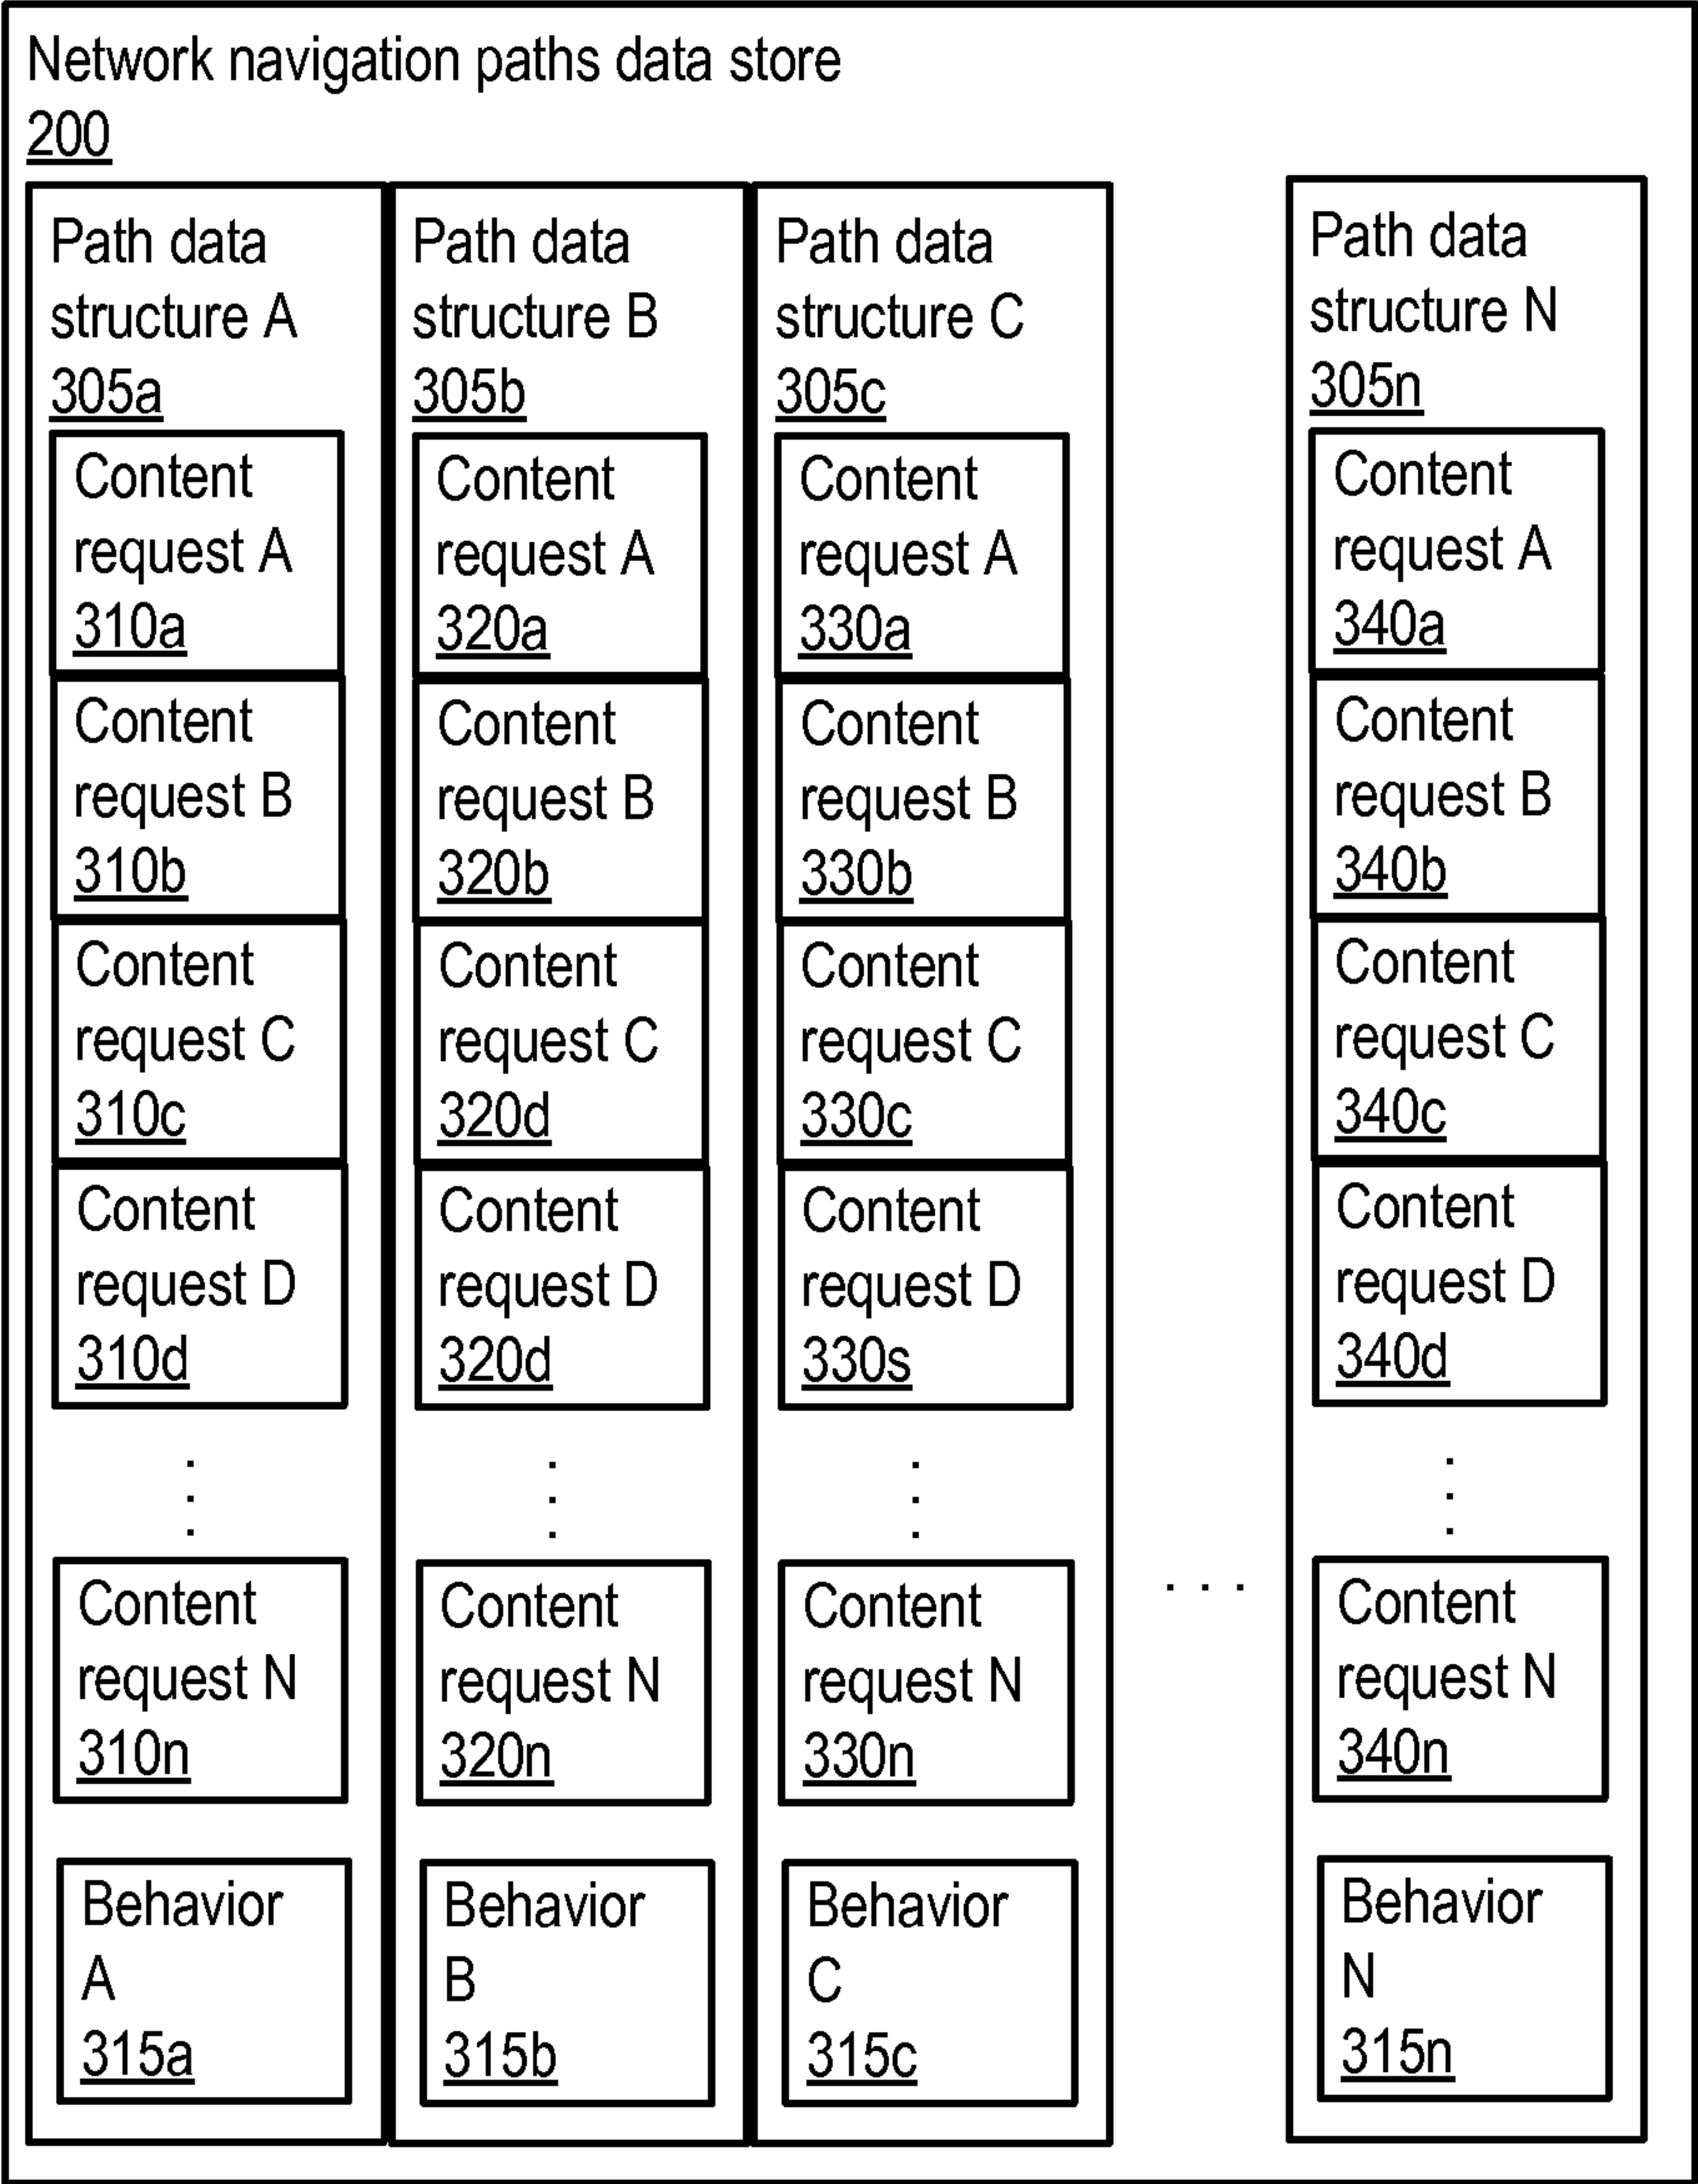 Network navigation paths data store
200
Path data
structure A
305a
Content
request A
310a
Content
request B
310b
Content
request C
310c
Content
request D
310d
.
.
.
Content
request N
310n
Behavior
A
315a
Path data
structure B
305b
Content
request A
320a
Content
request B
320b
Content
request C
320d
Content
request D
320d
.
.
.
Content
request N
320n
Behavior
B
315b
Path data
structure C
305c
Content
request A
330a
Content
request B
330b
Content
request C
330c
Content
request D
330s
.
.
.
Content
request N
330n
Behavior
C
315c
. . .
Path data
structure N
305n
Content
request A
340a
Content
request B
340b
Content
request C
340c
Content
request D
340d
.
.
.
Content
request N
340n
Behavior
N
315n